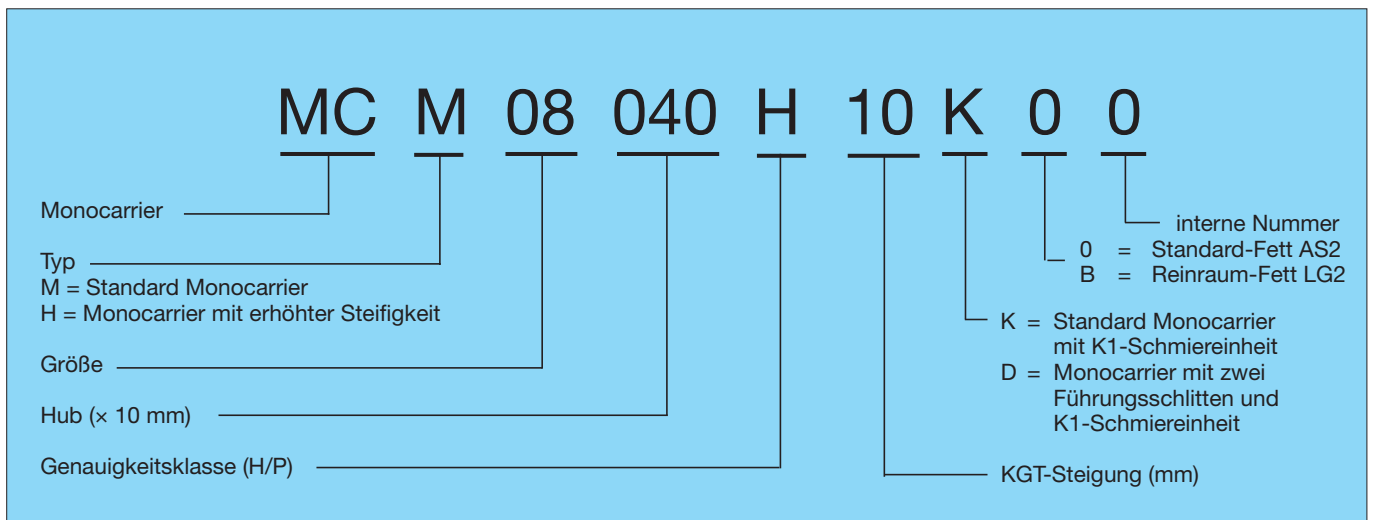 MC M 08 040 H 10 K 0 0
Monocarrier
Typ
M = Standard Monocarrier
H = Monocarrier mit erhöhter Steifigkeit
Größe
Hub (× 10 mm)
Genauigkeitsklasse (H/P)
interne Nummer
0 = Standard-Fett AS2
B = Reinraum-Fett LG2
K = Standard Monocarrier
mit K1-Schmiereinheit
D = Monocarrier mit zwei
Führungsschlitten und
K1-Schmiereinheit
KGT-Steigung (mm)